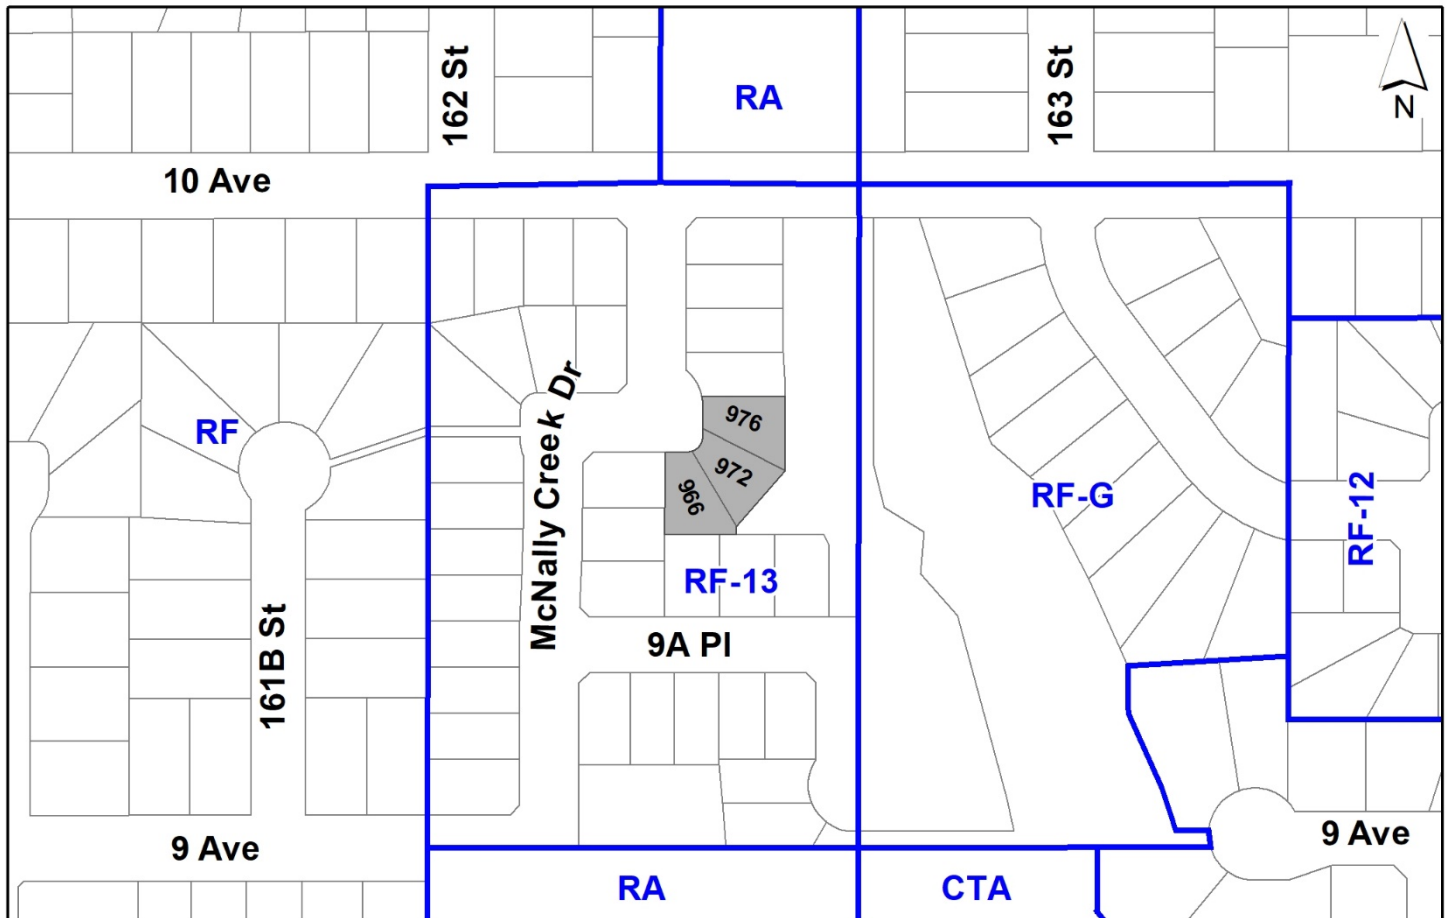 162 St
RA
163 St
N
10 Ave
McNally Creek Dr
976
RF
972
966
RF-G
RF-12
RF-13
161B St
9A Pl
9 Ave
9 Ave
RA
CTA